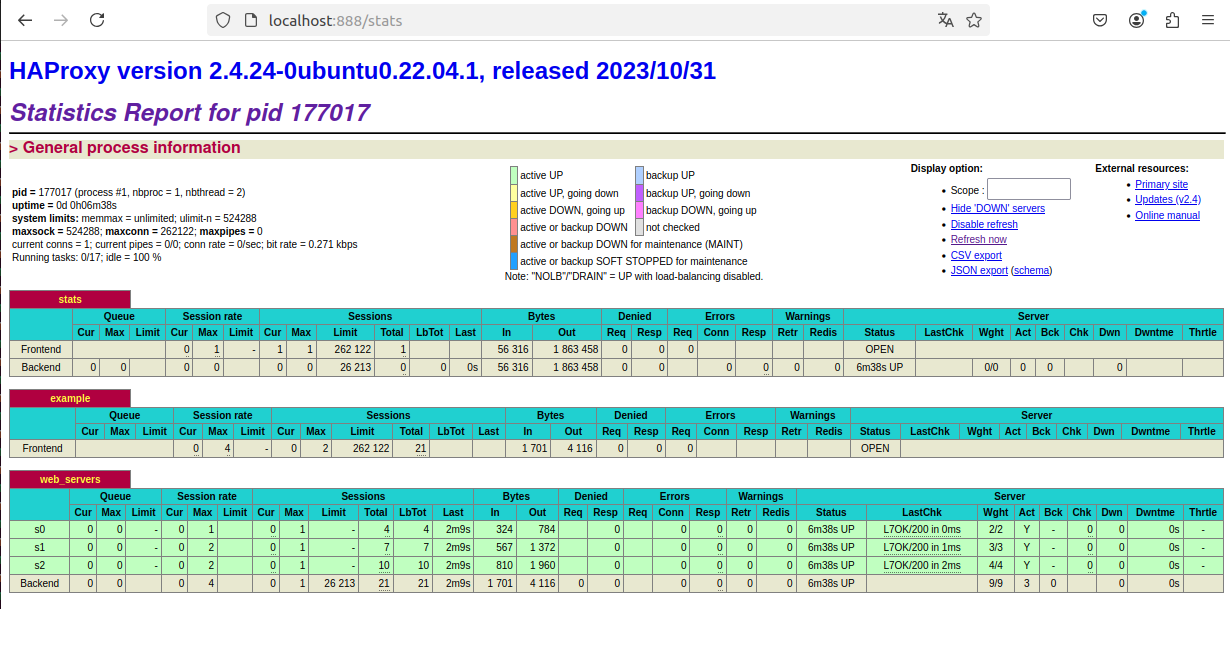 localhost:888/stats
HAProxy version 2.4.24-0ubuntu0.22.04.1, released 2023/10/31
Statistics Report for pid 177017
> General process information
pid = 177017 (process #1, nbproc = 1, nbthread = 2)
uptime = 0d 0h06m38s
system limits: memmax = unlimited; ulimit-n = 524288
maxsock = 524288; maxconn = 262122; maxpipes = 0
current conns = 1; current pipes = 0/0; conn rate = 0/sec; bit rate = 0.271 kbps
Running tasks: 0/17; idle = 100 %
active UP backup UP
active UP, going down backup UP, going down
active DOWN, going up backup DOWN, going up
active or backup DOWN not checked
active or backup DOWN for maintenance (MAINT)
active or backup SOFT STOPPED for maintenance
Note: "NOLB"/"DRAIN" = UP with load-balancing disabled.
Display option:
Scope :
Hide 'DOWN' servers
Disable refresh
Refresh now
CSV export
JSON export (schema)
External resources:
Primary site
Updates (v2.4)
Online manual
stats
Queue Session rate Sessions Bytes Denied Errors Warnings Server
Cur Max Limit Cur Max Limit Cur Max Limit Total LbTot Last In Out Req Resp Req Conn Resp Retr Redis Status LastChk Wght Act Bck Chk Dwn Dwntme Thrtle
Frontend 0 1 - 1 1 262 122 1 56 316 1 863 458 0 0 0 OPEN
Backend 0 0 0 0 0 0 26 213 0 0 0s 56 316 1 863 458 0 0 0 0 0 0 6m38s UP 0/0 0 0 0
example
Queue Session rate Sessions Bytes Denied Errors Warnings Server
Cur Max Limit Cur Max Limit Cur Max Limit Total LbTot Last In Out Req Resp Req Conn Resp Retr Redis Status LastChk Wght Act Bck Chk Dwn Dwntme Thrtle
Frontend 0 4 - 0 2 262 122 21 1 701 4 116 0 0 0 OPEN
web_servers
Queue Session rate Sessions Bytes Denied Errors Warnings Server
Cur Max Limit Cur Max Limit Cur Max Limit Total LbTot Last In Out Req Resp Req Conn Resp Retr Redis Status LastChk Wght Act Bck Chk Dwn Dwntme Thrtle
s0 0 0 - 0 1 0 1 - 4 4 2m9s 324 784 0 0 0 0 0 6m38s UP L7OK/200 in 0ms 2/2 Y - 0 0 0s -
s1 0 0 - 0 2 0 1 - 7 7 2m9s 567 1 372 0 0 0 0 0 6m38s UP L7OK/200 in 1ms 3/3 Y - 0 0 0s -
s2 0 0 - 0 2 0 1 - 10 10 2m9s 810 1 960 0 0 0 0 0 6m38s UP L7OK/200 in 2ms 4/4 Y - 0 0 0s -
Backend 0 0 0 4 0 1 26 213 21 21 2m9s 1 701 4 116 0 0 0 0 0 0 6m38s UP 9/9 3 0 0 0s